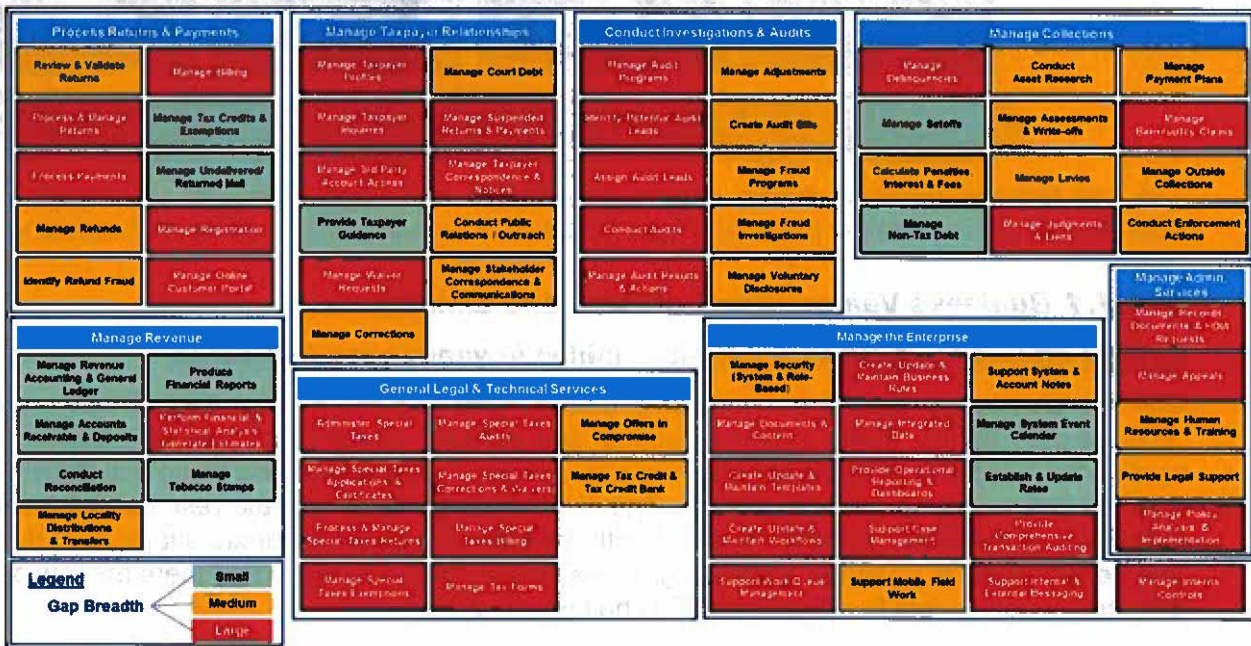 Process Returns & Payments
Review & Validate
Returns
Manage Billing
Process & Manage
Returns
Manage Tax Credits &
Exemptions
Process Payments
Manage Undelivered/
Returned Mail
Manage Refunds
Manage Registration
Identify Refund Fraud
Manage Online
Customer Portal
Manage Taxpayer Relationships
Manage Taxpayer
Profiles
Manage Court Debt
Manage Taxpayer
Inquiries
Manage Suspended
Returns & Payments
Manage 3rd Party
Account Access
Manage Taxpayer
Correspondence &
Notices
Provide Taxpayer
Guidance
Conduct Public
Relations / Outreach
Manage Waiver
Requests
Manage Stakeholder
Correspondence &
Communications
Manage Corrections
Conduct Investigations & Audits
Manage Audit
Programs
Manage Adjustments
Identify Potential Audit
Leads
Create Audit Bills
Assign Audit Leads
Manage Fraud
Programs
Conduct Audits
Manage Fraud
Investigations
Manage Audit Results
& Actions
Manage Voluntary
Disclosures
Manage Collections
Manage
Delinquencies
Conduct
Asset Research
Manage
Payment Plans
Manage Setoffs
Manage Assessments
& Write-offs
Manage
Bankruptcy Claims
Calculate Penalties,
Interest & Fees
Manage Levies
Manage Outside
Collections
Manage
Non-Tax Debt
Manage Judgments
& Liens
Conduct Enforcement
Actions
Manage Revenue
Manage Revenue
Accounting & General
Ledger
Produce
Financial Reports
Manage Accounts
Receivable & Deposits
Perform Financial &
Statistical Analysis
Estimates
Conduct
Reconciliation
Manage
Tobacco Stamps
Manage Locality
Distributions
& Transfers
Legend
Gap Breadth
Small
Medium
Large
General Legal & Technical Services
Administer Special
Taxes
Manage Special Taxes
Audits
Manage Offers in
Compromise
Manage Special Taxes
Applications &
Certificates
Manage Special Taxes
Corrections & Waivers
Manage Tax Credit &
Tax Credit Bank
Process & Manage
Special Taxes Returns
Manage Special
Taxes Billing
Manage Special
Taxes Exemptions
Manage Tax Forms
Manage the Enterprise
Manage Security
(System & Role-
Based)
Create Update &
Maintain Business
Rules
Support System &
Account Notes
Manage Documents &
Content
Manage Integrated
Data
Manage System Event
Calendar
Create Update &
Maintain Templates
Provide Operational
Reporting &
Dashboards
Establish & Update
Rates
Create Update &
Maintain Workflows
Support Case
Management
Provide
Comprehensive
Transaction Auditing
Support Work Queue
Management
Support Mobile Field
Work
Support Internal &
External Messaging
Manage Internal
Controls
Manage Admin
Services
Manage Records
Documents & FOIA
Requests
Manage Appeals
Manage Human
Resources & Training
Provide Legal Support
Manage Policy
Analysis &
Implementation